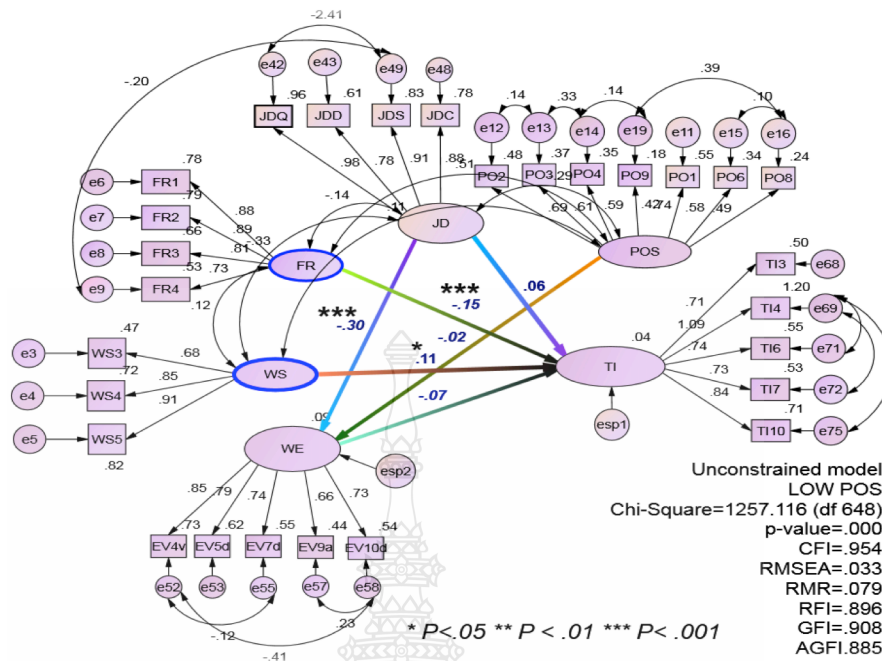 -2.41
-.20
e42 e43 e49 e48
.96 .61 .83 .78
JDQ JDD JDS JDC
.98 .78 .91 .88
.39
.14 .33 .14 .10
e12 e13 e14 e19 e11 e15 e16
.48 .37 .35 .18 .55 .34 .24
PO2 PO3 PO4 PO9 PO1 PO6 PO8
.51 .29
.69 .61 .59 .42 .74 .58 .49
.78
e6 FR1
.79
e7 FR2
.66
e8 FR3
.53
e9 FR4
.88
.89
.81
.73
-.14
-.33
.11
.12
JD
FR
POS
.06
***
-.15
***
-.30
-.02
*
.11
-.07
.47
e3 WS3
.72
e4 WS4
e5 WS5
.82
.68
.85
.91
WS
.04
TI
esp1
.50
TI3 e68
1.20
TI4 e69
.55
TI6 e71
.53
TI7 e72
.71
TI10 e75
.71
1.09
.74
.73
.84
.09
WE
esp2
.85 .79 .74 .66 .73
.73 .62 .55 .44 .54
EV4v EV5d EV7d EV9a EV10d
e52 e53 e55 e57 e58
-.12 .23
-.41
* P<.05 ** P < .01 *** P< .001
Unconstrained model
LOW POS
Chi-Square=1257.116 (df 648)
p-value=.000
CFI=.954
RMSEA=.033
RMR=.079
RFI=.896
GFI=.908
AGFI.885